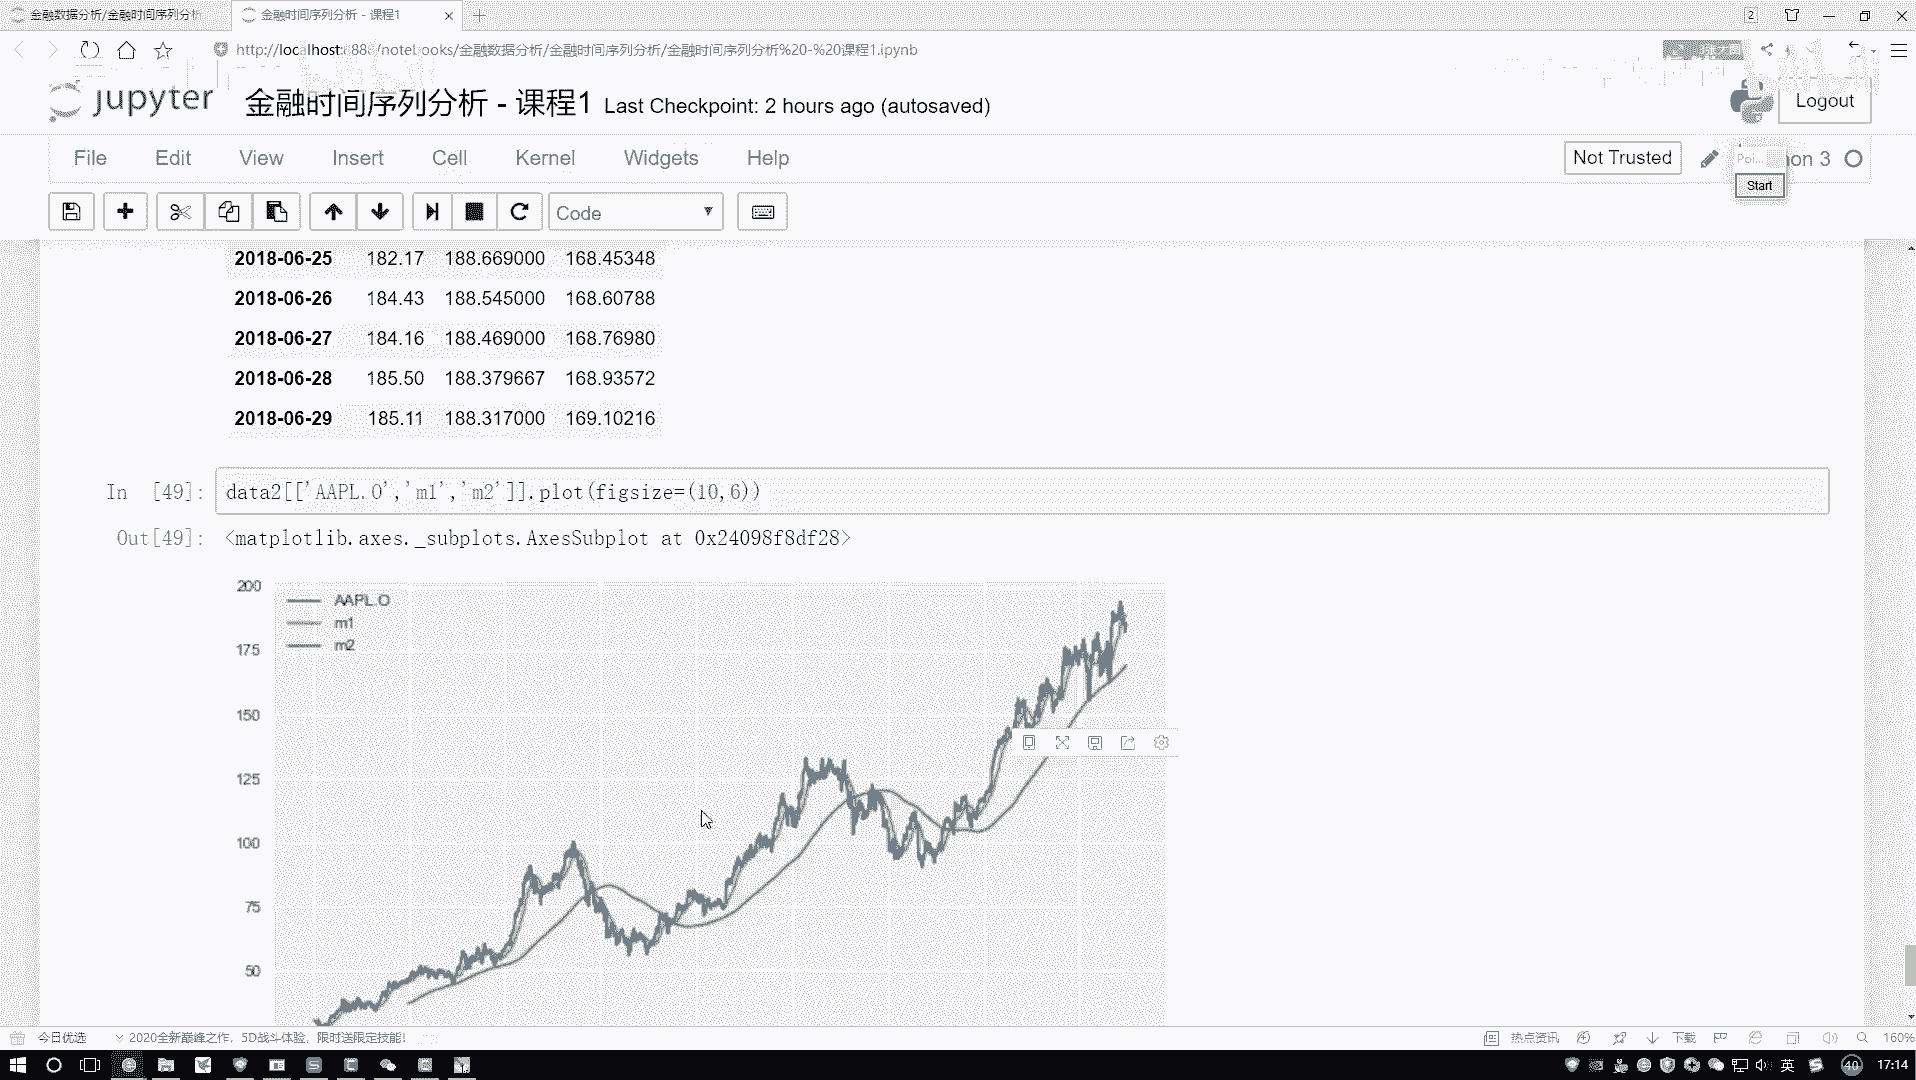 金融数据分析/金融时间序列分析
金融时间序列分析 - 课程1
2
/notebooks/金融数据分析/金融时间序列分析/金融时间序列分析%20-%20课程1.ipynb
3张大图
jupyter
金融时间序列分析 - 课程1 Last Checkpoint: 2 hours ago (autosaved)
Logout
File Edit View Insert Cell Kernel Widgets Help
Not Trusted
on 3
Start
Code
2018-06-25 182.17 188.669000 168.45348
2018-06-26 184.43 188.545000 168.60788
2018-06-27 184.16 188.469000 168.76980
2018-06-28 185.50 188.379667 168.93572
2018-06-29 185.11 188.317000 169.10216
In [49]: data2[['AAPL.O','m1','m2']].plot(figsize=(10,6))
Out[49]: <matplotlib.axes._subplots.AxesSubplot at 0x24098f8df28>
200
AAPL.O
m1
m2
175
150
125
100
75
50
今日优选
2020全新巅峰之作，5D战斗体验，限时送限定技能！
热点资讯
下载
160%
英
40
17:14